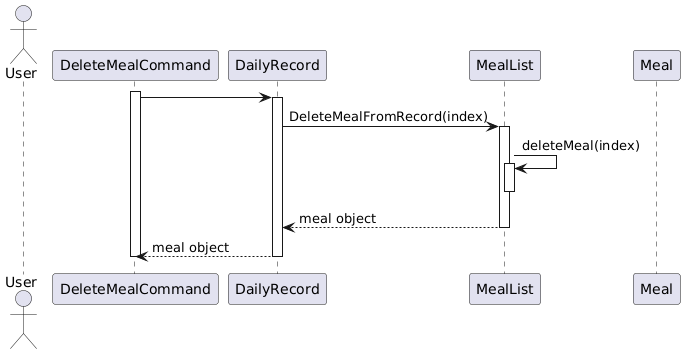 User
DeleteMealCommand
DailyRecord
MealList
Meal
DeleteMealFromRecord(index)
deleteMeal(index)
meal object
meal object
User
DeleteMealCommand
DailyRecord
MealList
Meal